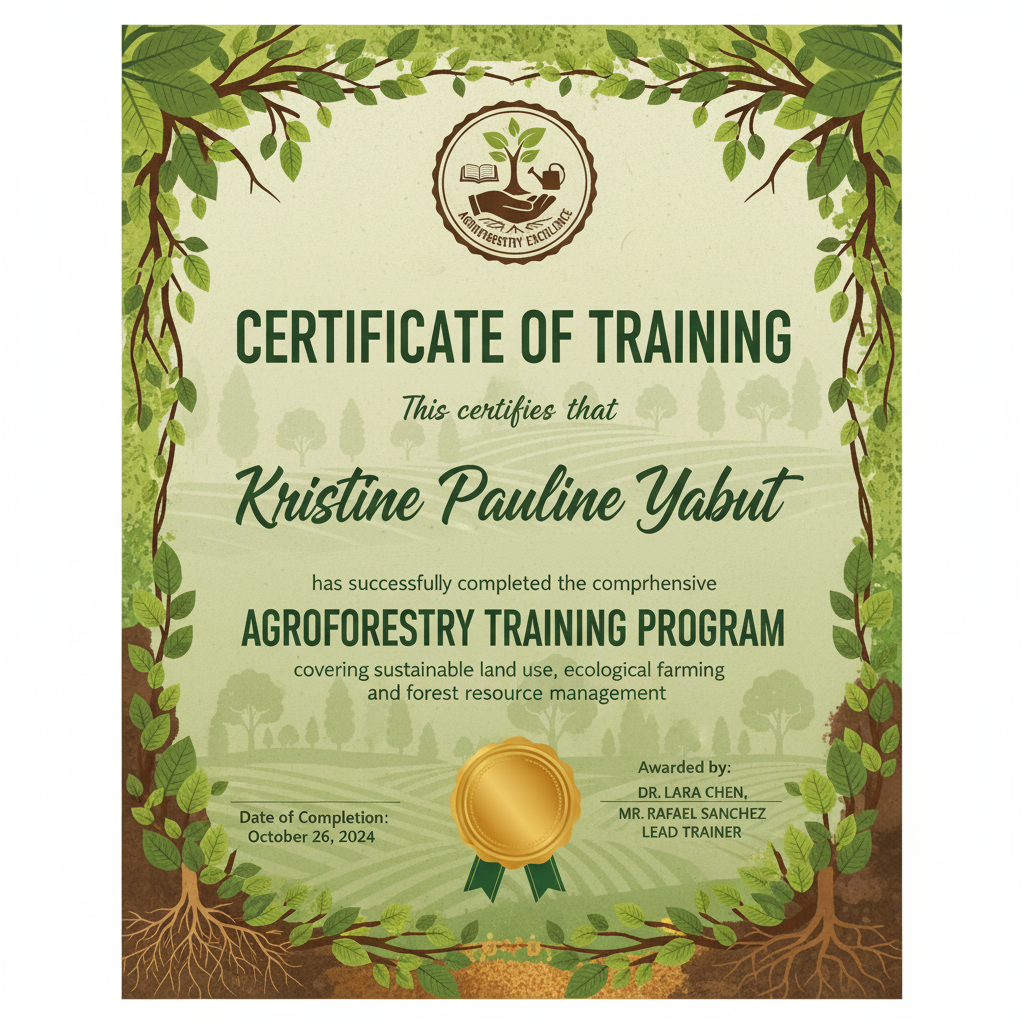 AGROFORESTRY EXCELLENCE
CERTIFICATE OF TRAINING
This certifies that
Kristine Pauline Yabut
has successfully completed the comprhensive
AGROFORESTRY TRAINING PROGRAM
covering sustainable land use, ecological farming
and forest resource management
Date of Completion:
October 26, 2024
Awarded by:
DR. LARA CHEN,
MR. RAFAEL SANCHEZ
LEAD TRAINER